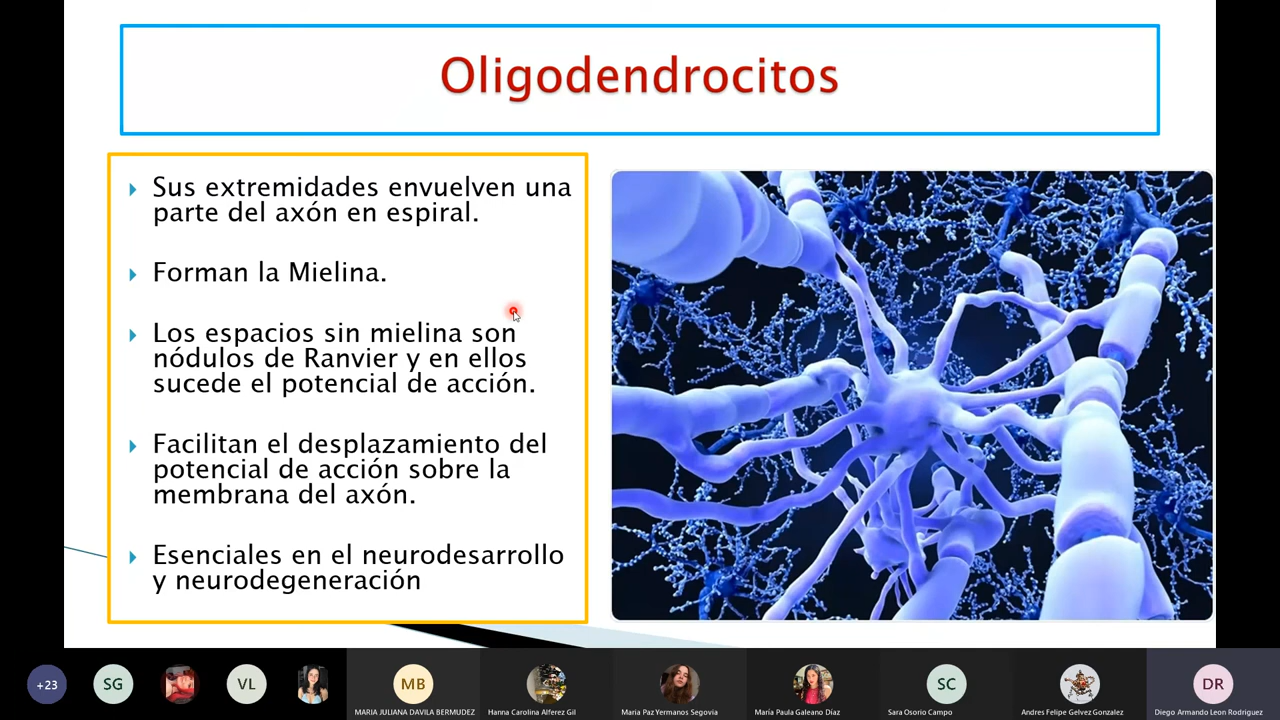 Oligodendrocitos
Sus extremidades envuelven una
parte del axón en espiral.
Forman la Mielina.
Los espacios sin mielina son
nódulos de Ranvier y en ellos
sucede el potencial de acción.
Facilitan el desplazamiento del
potencial de acción sobre la
membrana del axón.
Esenciales en el neurodesarrollo
y neurodegeneración
+23
SG
VL
MB
SC
DR
MARIA JULIANA DAVILA BERMUDEZ
Hanna Carolina Alferez Gil
Maria Paz Yermanos Segovia
María Paula Galeano Díaz
Sara Osorio Campo
Andres Felipe Gelvez Gonzalez
Diego Armando Leon Rodriguez